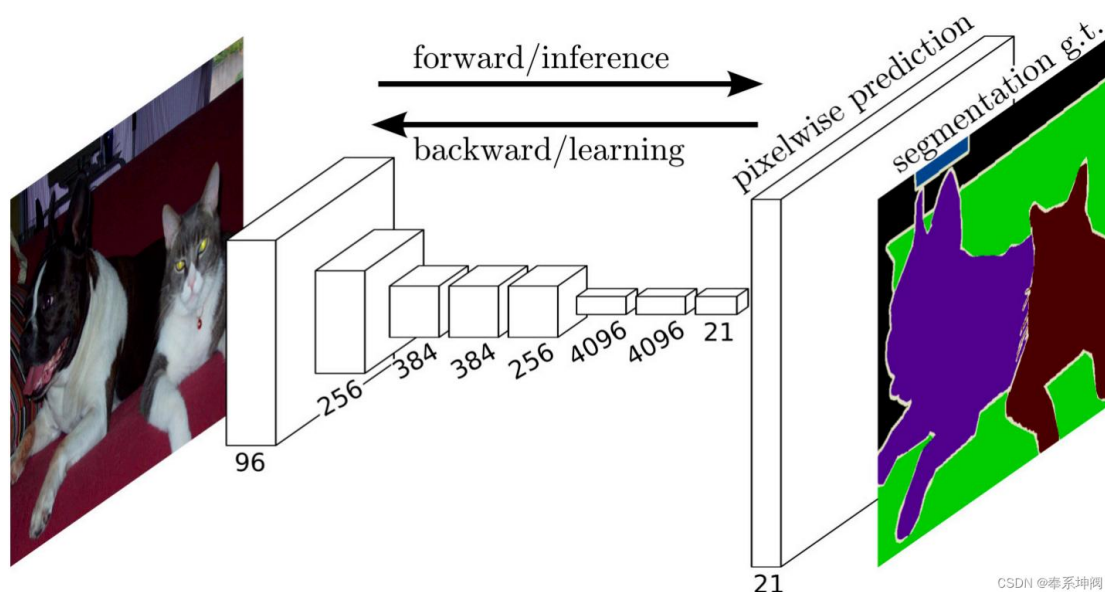 forward/inference
backward/learning
pixelwise prediction
segmentation g.t.
96
256
384
384
256
4096
4096
21
21
CSDN @奉系坤阀